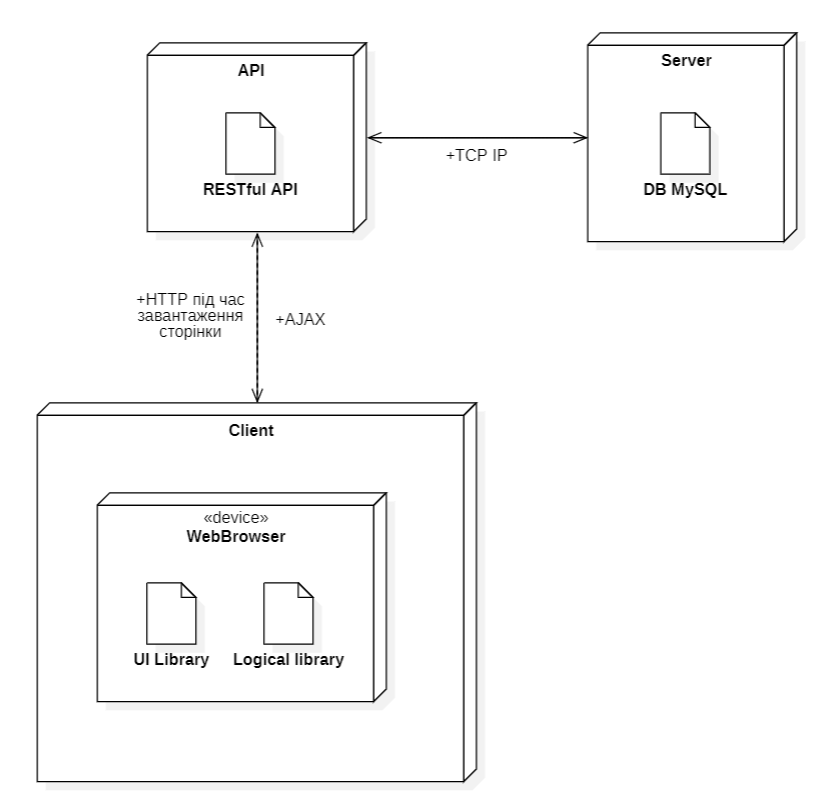 API
RESTful API
Server
DB MySQL
+TCP IP
+HTTP під час
завантаження
сторінки
+AJAX
Client
«device»
WebBrowser
UI Library
Logical library